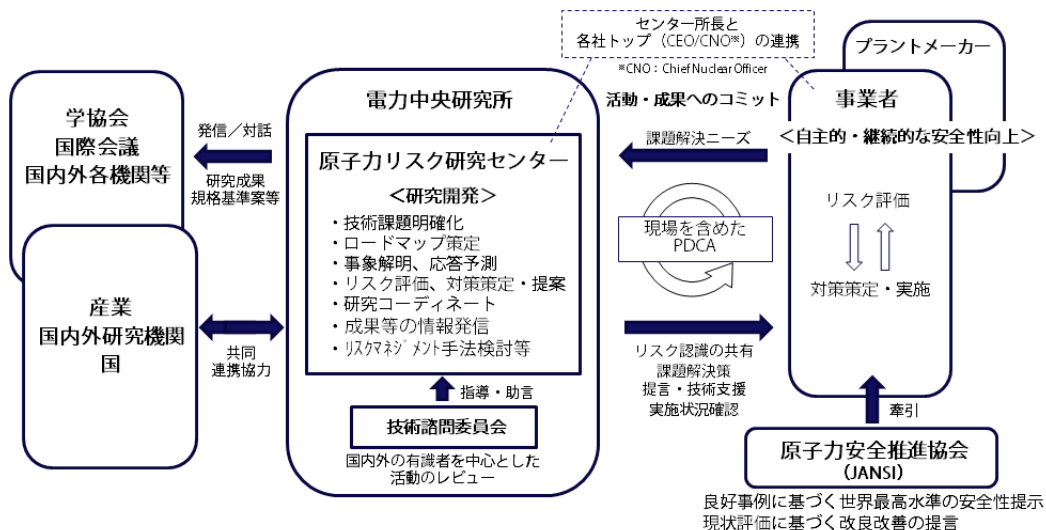 センター所長と
各社トップ（CEO/CNO※）の連携
※CNO：Chief Nuclear Officer
プラントメーカー
学協会
国際会議
国内外各機関等
発信／対話
研究成果
規格基準案等
産業
国内外研究機関
国
共同
連携協力
電力中央研究所
原子力リスク研究センター
＜研究開発＞
・技術課題明確化
・ロードマップ策定
・事象解明、応答予測
・リスク評価、対策策定・提案
・研究コーディネート
・成果等の情報発信
・ﾘｽｸﾏﾈｼﾞﾒﾝﾄ手法検討等
指導・助言
技術諮問委員会
国内外の有識者を中心とした
活動のレビュー
活動・成果へのコミット
課題解決ニーズ
現場を含めた
PDCA
リスク認識の共有
課題解決策
提言・技術支援
実施状況確認
事業者
＜自主的・継続的な安全性向上＞
リスク評価
対策策定・実施
牽引
原子力安全推進協会
(JANSI)
良好事例に基づく世界最高水準の安全性提示
現状評価に基づく改良改善の提言